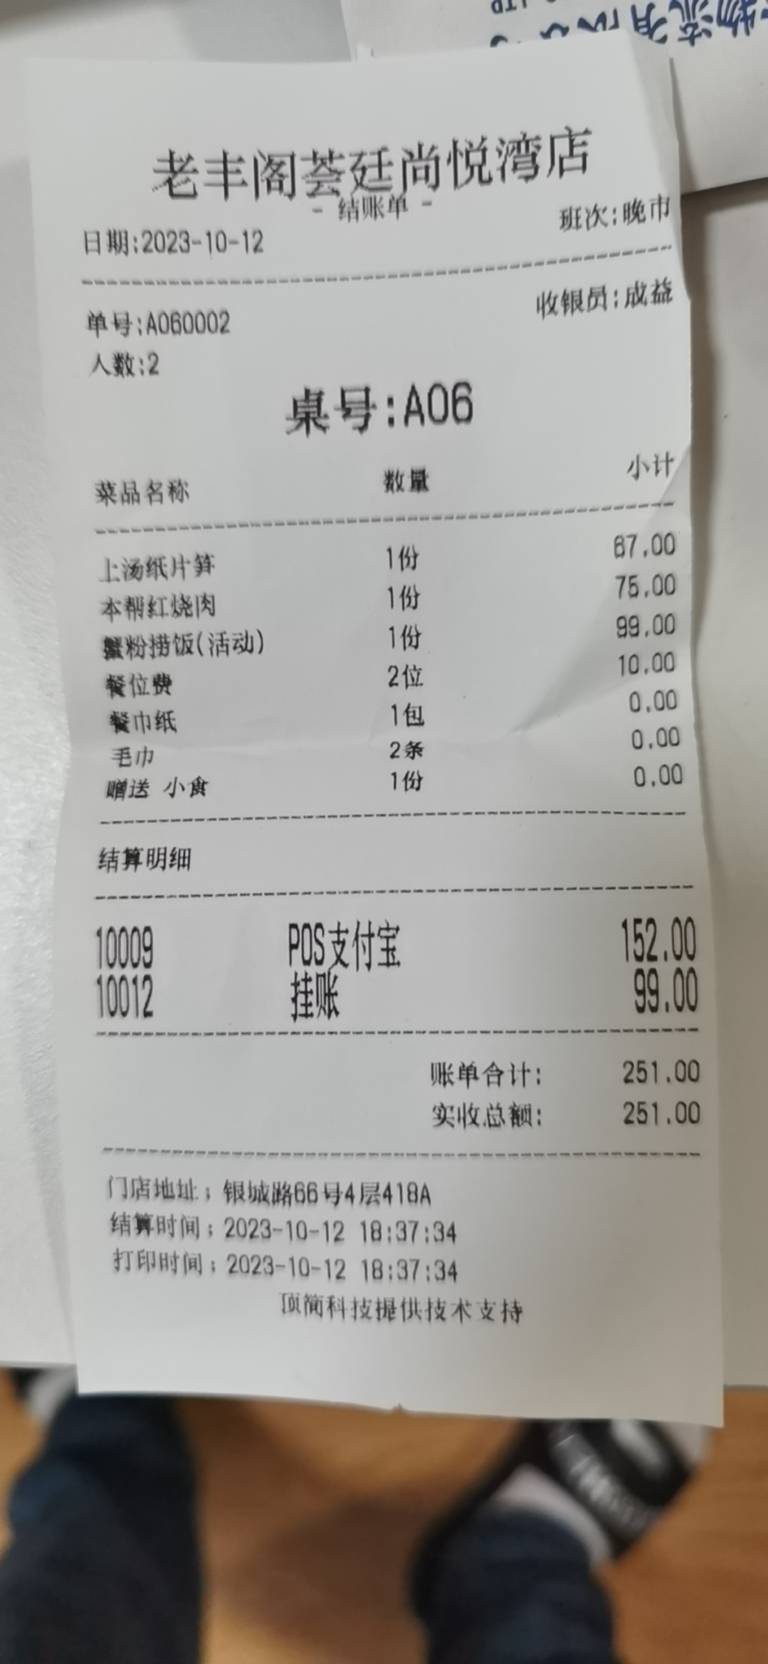 物流有限公
LTD
老丰阁荟廷尚悦湾店
- 结账单 -
日期:2023-10-12 班次:晚市
单号:A060002 收银员:成益
人数:2
桌号:A06
菜品名称 数量 小计
上汤纸片笋 1份 67.00
本帮红烧肉 1份 75.00
蟹粉捞饭(活动) 1份 99.00
餐位费 2位 10.00
餐巾纸 1包 0.00
毛巾 2条 0.00
赠送 小食 1份 0.00
结算明细
10009 POS支付宝 152.00
10012 挂账 99.00
账单合计: 251.00
实收总额: 251.00
门店地址；银城路66号4层418A
结算时间；2023-10-12 18:37:34
打印时间；2023-10-12 18:37:34
顶简科技提供技术支持